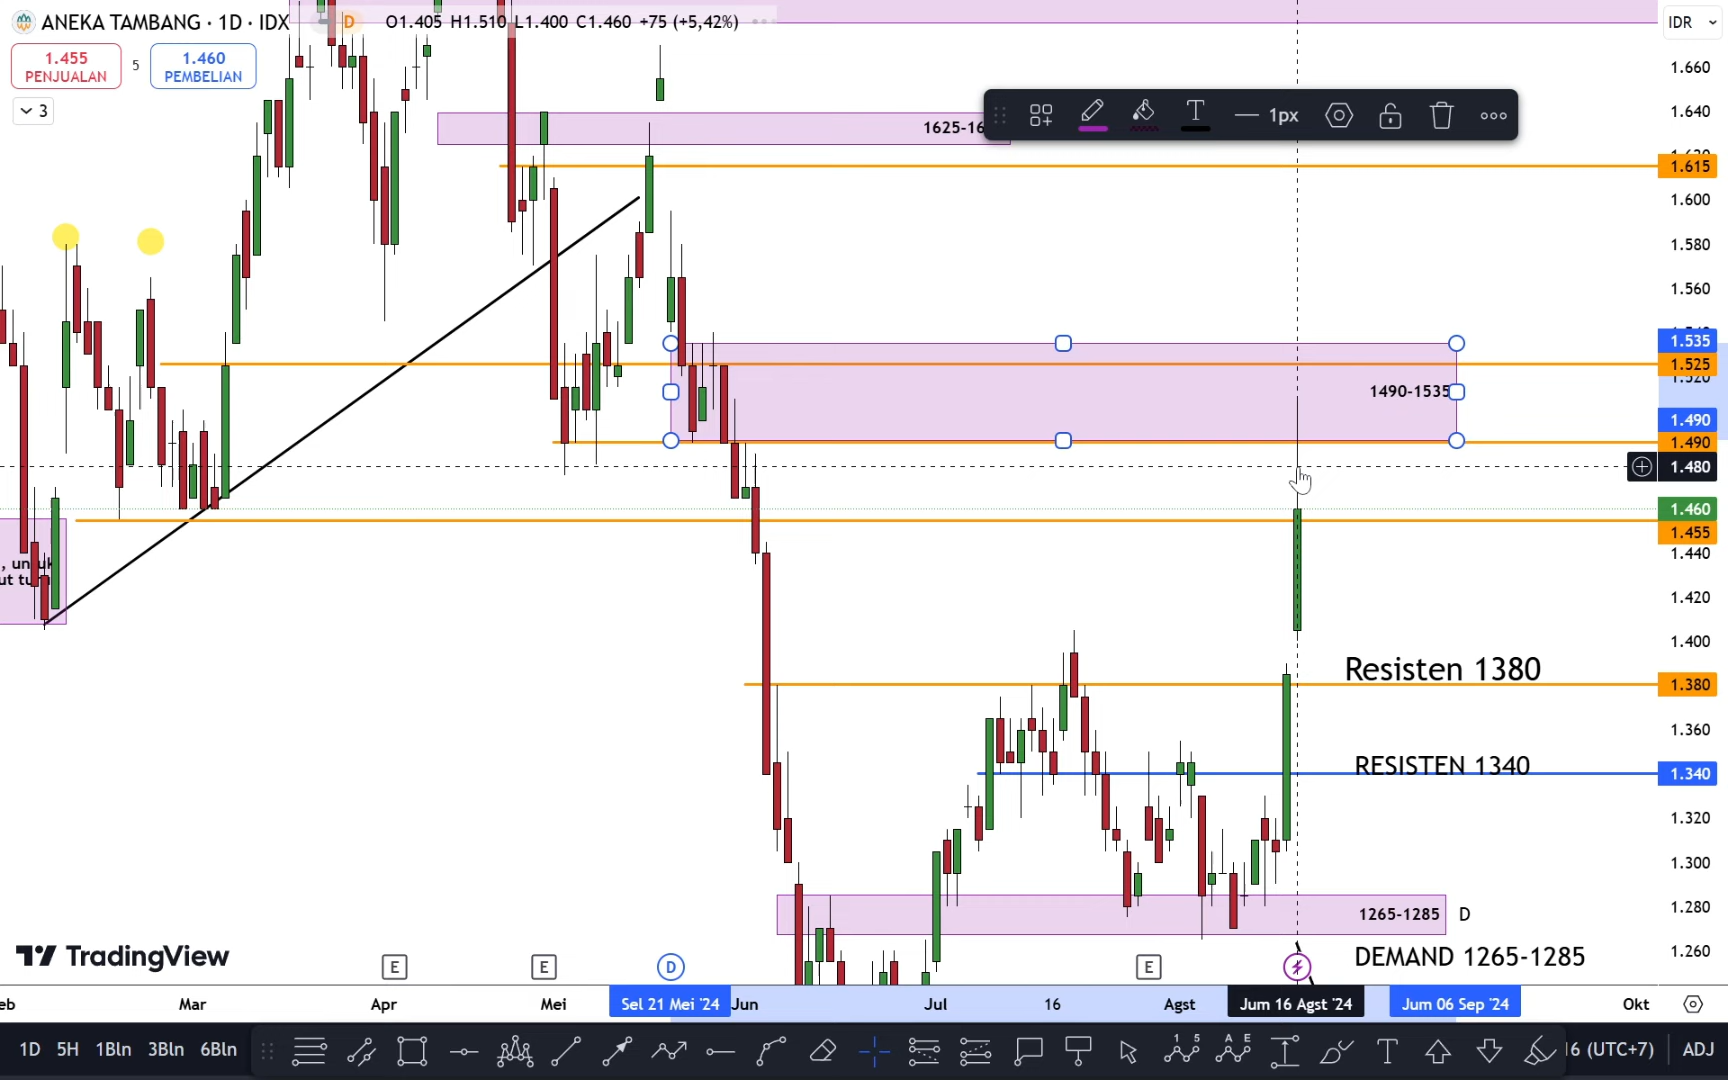 ANEKA TAMBANG · 1D · IDX D O1.405 H1.510 L1.400 C1.460 +75 (+5,42%)
IDR
1.455
PENJUALAN
5
1.460
PEMBELIAN
3
1px
1.660
1.640
1.615
1.600
1.580
1.560
1.535
1.525
1.520
1.490
1.490
1.480
1.460
1.455
1.440
1.420
1.400
1.380
1.360
1.340
1.320
1.300
1.280
1.260
1490-1535
Resisten 1380
RESISTEN 1340
1265-1285 D
DEMAND 1265-1285
TradingView
E
E
D
E
Mar
Apr
Mei
Sel 21 Mei '24
Jun
Jul
16
Agst
Jum 16 Agst '24
Jum 06 Sep '24
Okt
1D 5H 1Bln 3Bln 6Bln
(UTC+7)
ADJ